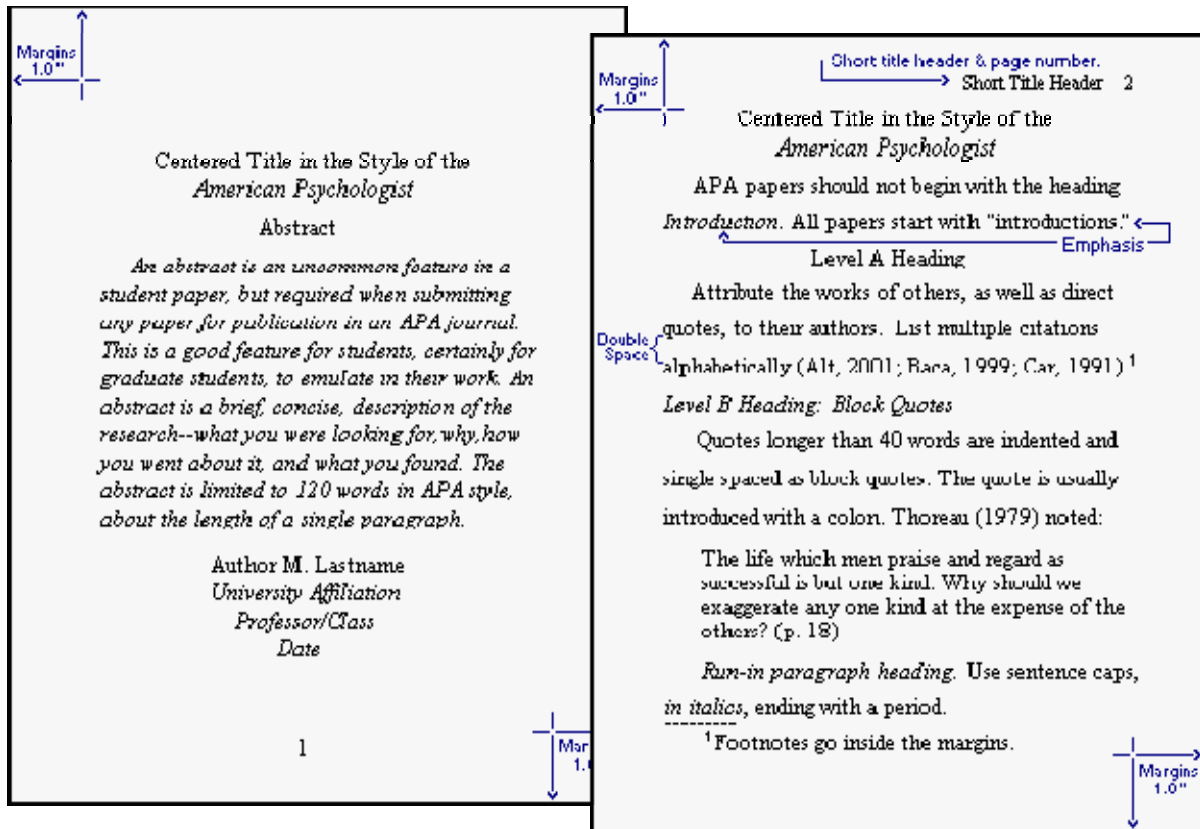 Margins
1.0"
Centered Title in the Style of the
American Psychologist
Abstract
An abstract is an uncommon feature in a
student paper, but required when submitting
any paper for publication in an APA journal.
This is a good feature for students, certainly for
graduate students, to emulate in their work. An
abstract is a brief, concise, description of the
research--what you were looking for, why, how
you went about it, and what you found. The
abstract is limited to 120 words in APA style,
about the length of a single paragraph.
Author M. Lastname
University Affiliation
Professor/Class
Date
1
Mar
1.
Margins
1.0"
Short title header & page number.
Short Title Header 2
Centered Title in the Style of the
American Psychologist
APA papers should not begin with the heading
Introduction. All papers start with "introductions."
Emphasis
Level A Heading
Attribute the works of others, as well as direct
quotes, to their authors. List multiple citations
Double
Space
alphabetically (Alt, 2001; Baca, 1999; Car, 1991) 1
Level B Heading: Block Quotes
Quotes longer than 40 words are indented and
single spaced as block quotes. The quote is usually
introduced with a colon. Thoreau (1979) noted:
The life which men praise and regard as
successful is but one kind. Why should we
exaggerate any one kind at the expense of the
others? (p. 18)
Run-in paragraph heading. Use sentence caps,
in italics, ending with a period.
1 Footnotes go inside the margins.
Margins
1.0"